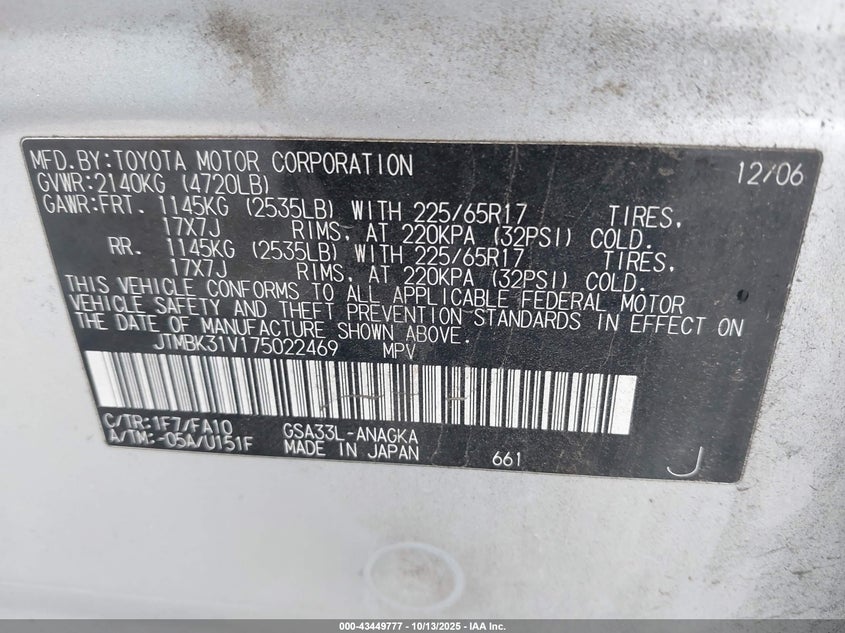 MFD.BY:TOYOTA MOTOR CORPORATION 12/06
GVWR:2140KG (4720LB)
GAWR:FRT. 1145KG (2535LB) WITH 225/65R17 TIRES,
17X7J RIMS, AT 220KPA (32PSI) COLD.
RR. 1145KG (2535LB) WITH 225/65R17 TIRES,
17X7J RIMS, AT 220KPA (32PSI) COLD.
THIS VEHICLE CONFORMS TO ALL APPLICABLE FEDERAL MOTOR
VEHICLE SAFETY AND THEFT PREVENTION STANDARDS IN EFFECT ON
THE DATE OF MANUFACTURE SHOWN ABOVE.
JTMBK31V175022469 MPV
C/TR:1F7/FA10 GSA33L-ANAGKA
A/TM:-05A/U151F MADE IN JAPAN 661 J
000-43449777 - 10/13/2025 - IAA Inc.